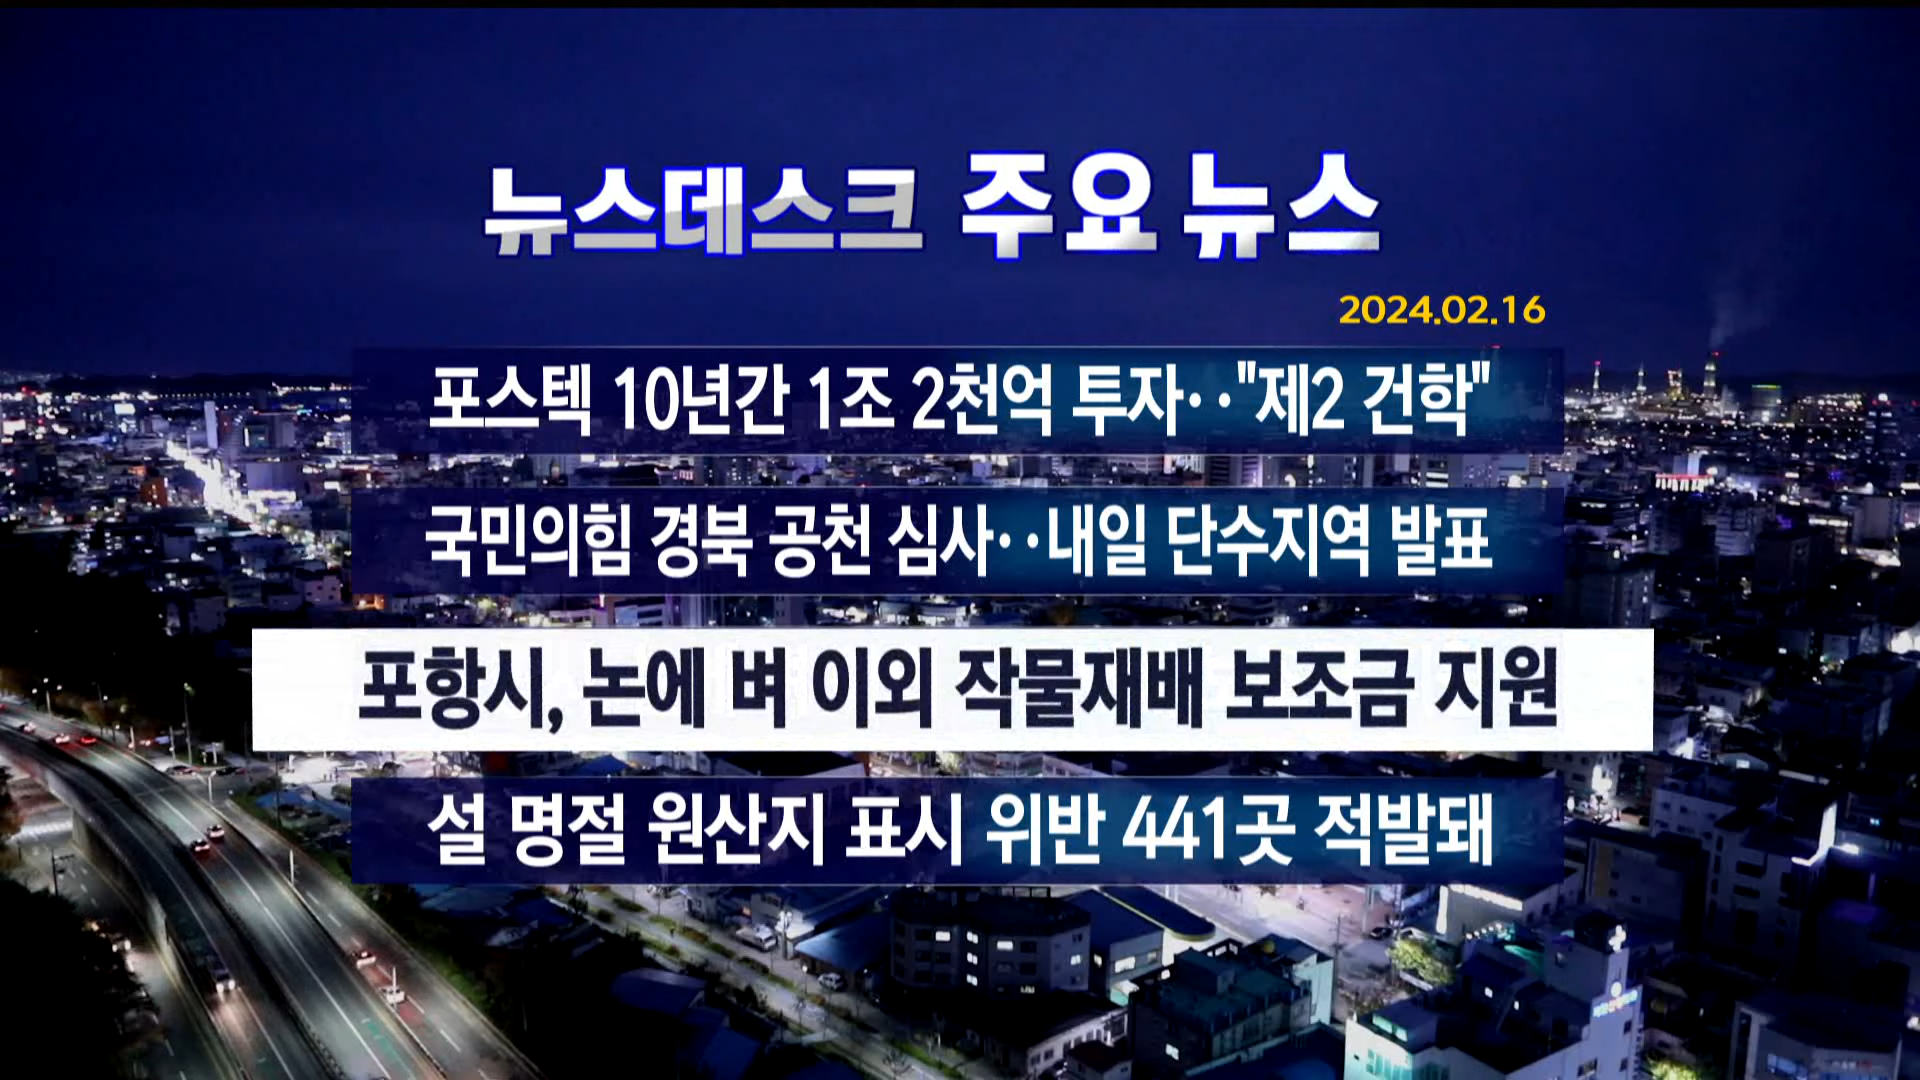 뉴스데스크 주요뉴스
2024.02.16
포스텍 10년간 1조 2천억 투자··"제2 건학"
국민의힘 경북 공천 심사··내일 단수지역 발표
포항시, 논에 벼 이외 작물재배 보조금 지원
설 명절 원산지 표시 위반 441곳 적발돼